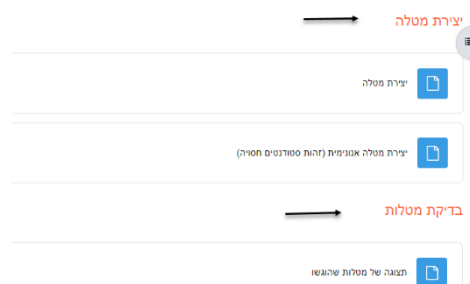 יצירת מטלה
יצירת מטלה
יצירת מטלה אנונימית (זהות סטודנטים חסויה)
בדיקת מטלות
תצוגה של מטלות שהוגשו